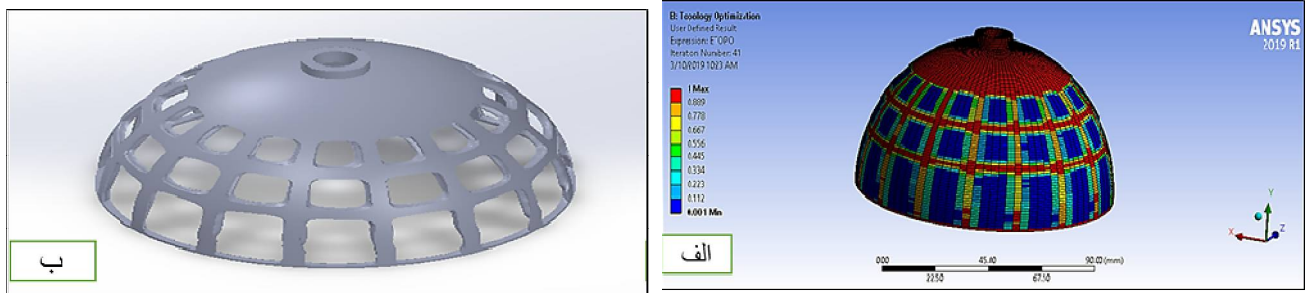 ب
B: Topology Optimization
User Defined Result
Expression: ETOPO
Iteration Number: 41
3/10/2019 10:23 AM
1 Max
0.889
0.778
0.667
0.556
0.445
0.334
0.223
0.112
0.001 Min
ANSYS
2019 R1
الف
Y
X
Z
0.00
45.00
90.00 (mm)
22.50
67.50